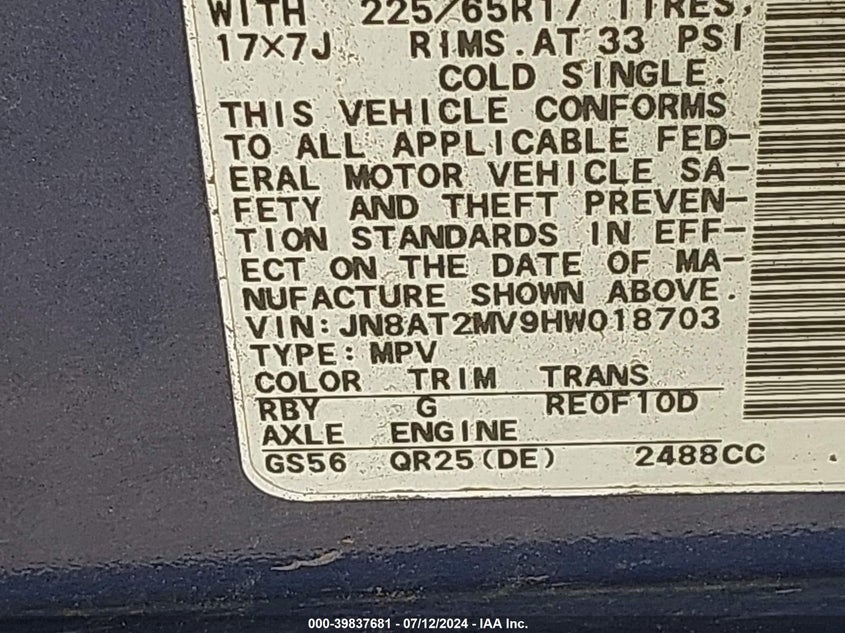 WITH 225/65R17 TIRES,
17×7J RIMS.AT 33 PSI
COLD SINGLE.
THIS VEHICLE CONFORMS
TO ALL APPLICABLE FED-
ERAL MOTOR VEHICLE SA-
FETY AND THEFT PREVEN-
TION STANDARDS IN EFF-
ECT ON THE DATE OF MA-
NUFACTURE SHOWN ABOVE.
VIN:JN8AT2MV9HW018703
TYPE:MPV
COLOR TRIM TRANS
RBY G RE0F10D
AXLE ENGINE
GS56 QR25(DE) 2488CC
000-39837681 - 07/12/2024 - IAA Inc.